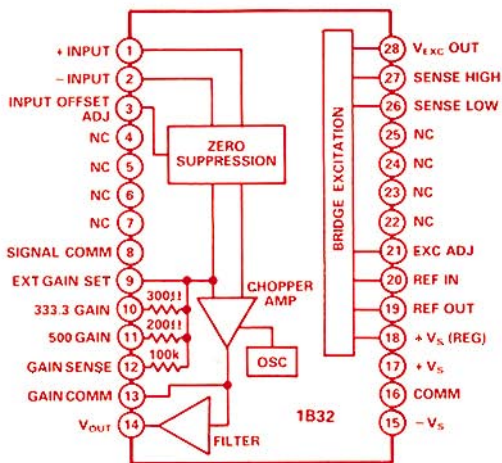 + INPUT 1
– INPUT 2
INPUT OFFSET ADJ 3
NC 4
NC 5
NC 6
NC 7
SIGNAL COMM 8
EXT GAIN SET 9
333.3 GAIN 10
500 GAIN 11
GAIN SENSE 12
GAIN COMM 13
VOUT 14
ZERO
SUPPRESSION
300Ω
200Ω
100k
CHOPPER
AMP
OSC
FILTER
1B32
BRIDGE EXCITATION
28 VEXC OUT
27 SENSE HIGH
26 SENSE LOW
25 NC
24 NC
23 NC
22 NC
21 EXC ADJ
20 REF IN
19 REF OUT
18 + VS (REG)
17 + VS
16 COMM
15 – VS